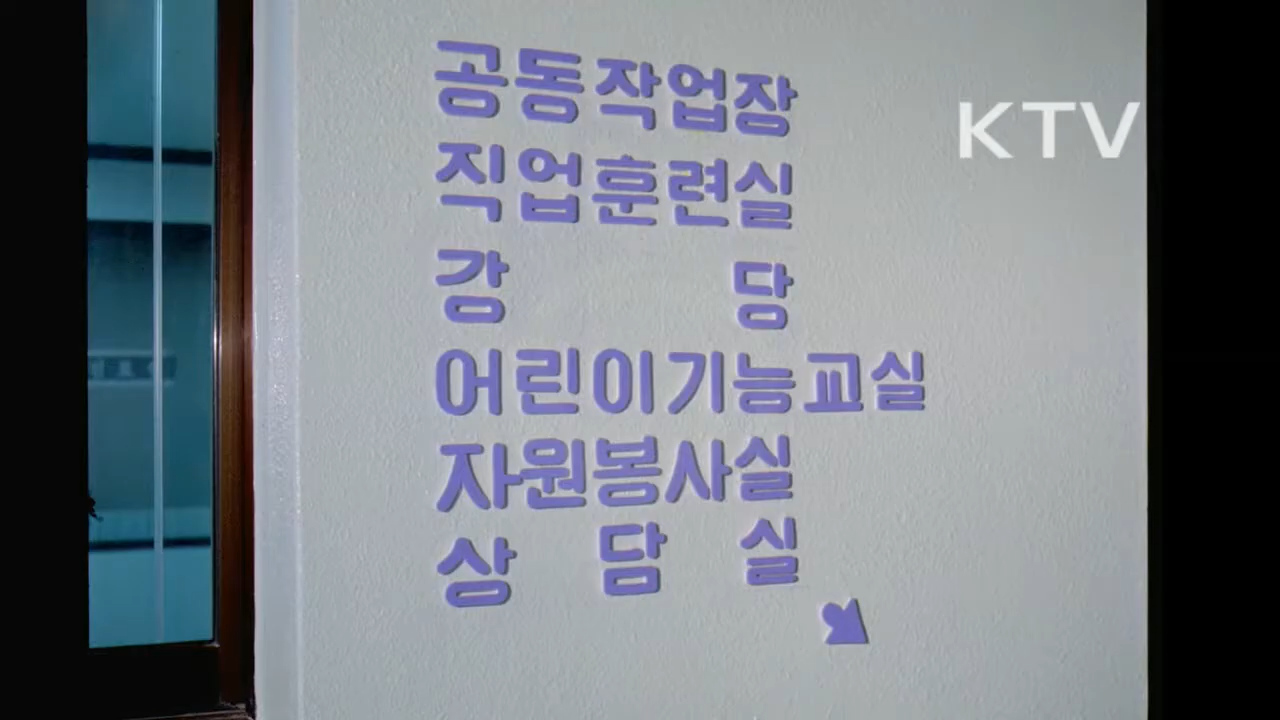 KTV
공동작업장
직업훈련실
강 당
어린이기능교실
자원봉사실
상 담 실